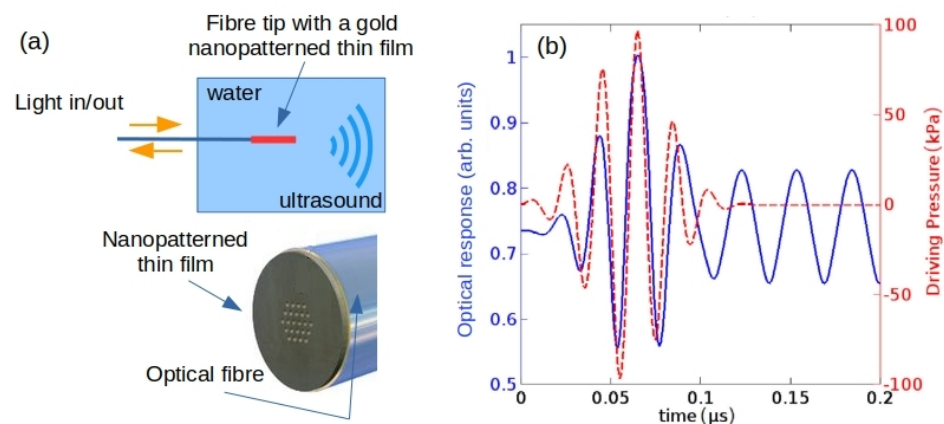 (a)
Fibre tip with a gold
nanopatterned thin film
Light in/out
water
ultrasound
Nanopatterned
thin film
Optical fibre
(b)
Optical response (arb. units)
1
0.9
0.8
0.7
0.6
0.5
0
0.05
0.1
0.15
0.2
time (μs)
100
50
0
-50
-100
Driving Pressure (kPa)